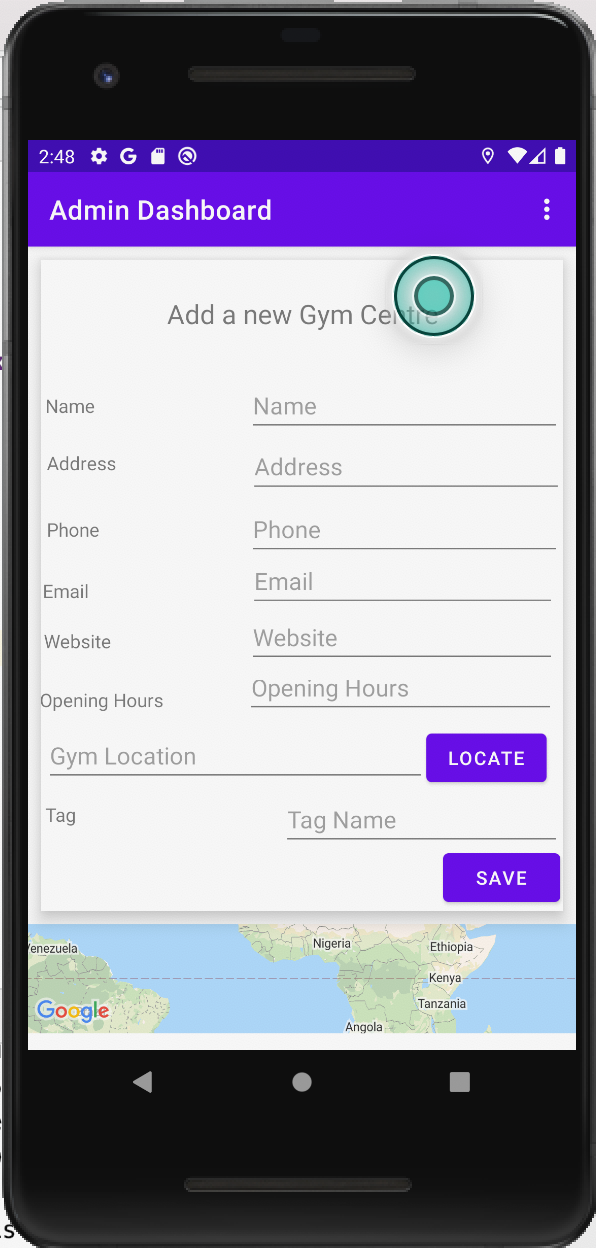 2:48
Admin Dashboard
Add a new Gym Centre
Name Name
Address Address
Phone Phone
Email Email
Website Website
Opening Hours Opening Hours
Gym Location LOCATE
Tag Tag Name
SAVE
enezuela Nigeria Ethiopia
Kenya
Tanzania
Google
Angola